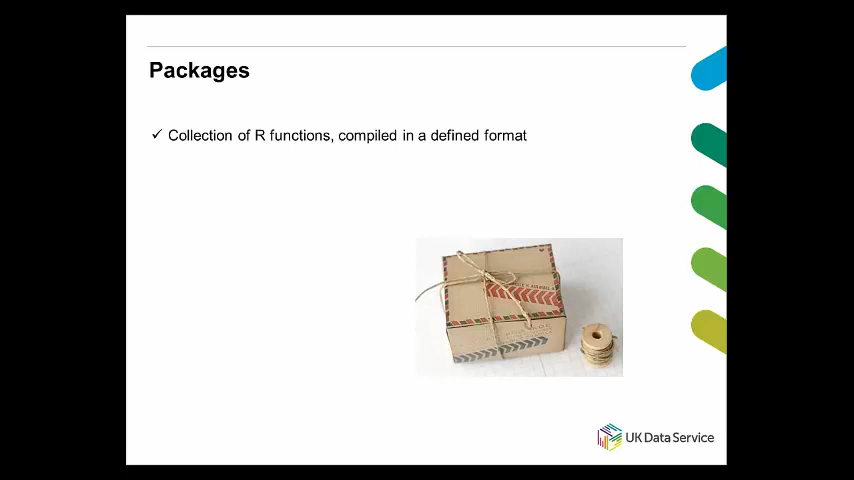 Packages
✓ Collection of R functions, compiled in a defined format
UK Data Service